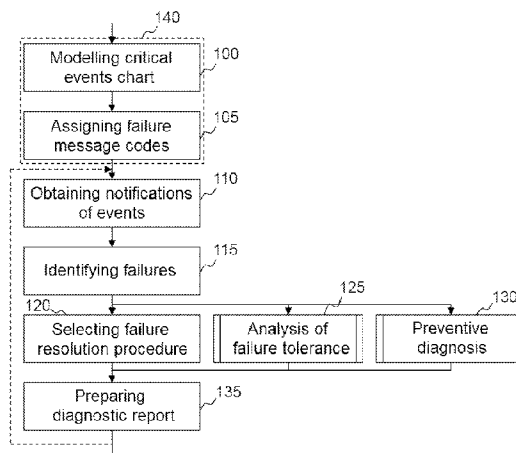 140
Modelling critical
events chart
100
Assigning failure
message codes
105
Obtaining notifications
of events
110
Identifying failures
115
120
Selecting failure
resolution procedure
125
Analysis of
failure tolerance
130
Preventive
diagnosis
Preparing
diagnostic report
135